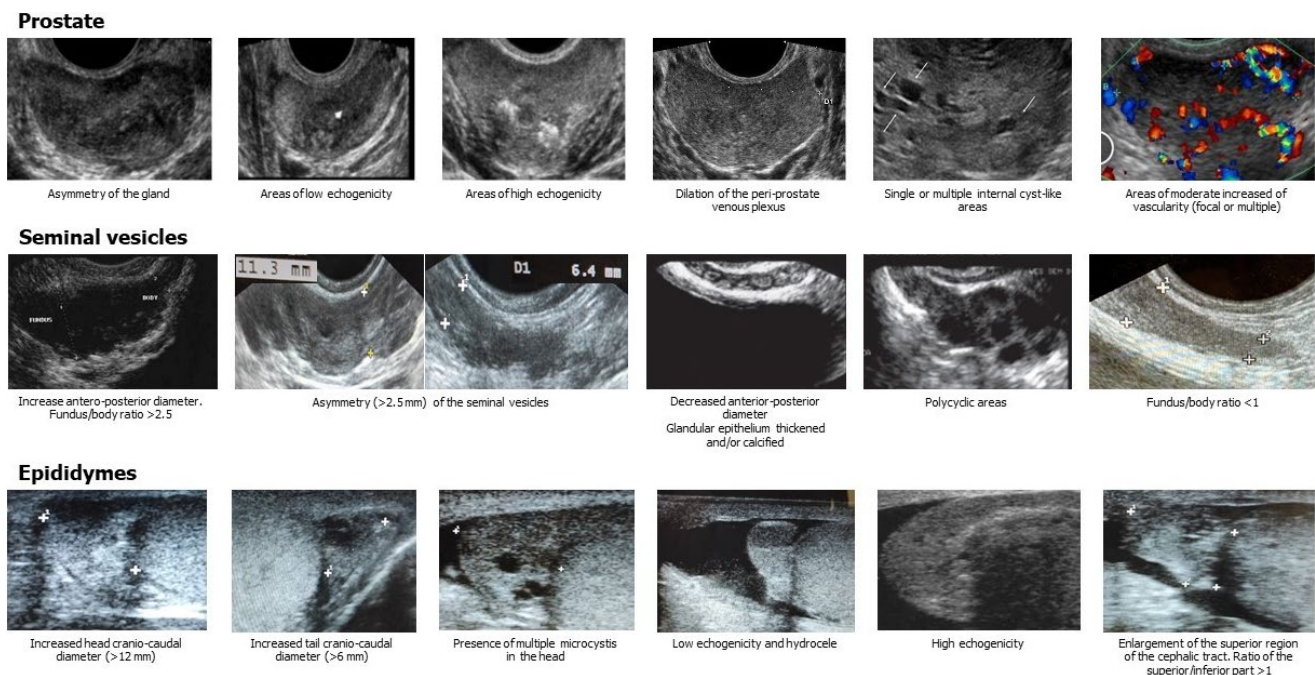 Prostate
D1
Asymmetry of the gland
Areas of low echogenicity
Areas of high echogenicity
Dilation of the peri-prostate
venous plexus
Single or multiple internal cyst-like
areas
Areas of moderate increased of
vascularity (focal or multiple)
Seminal vesicles
11.3 mm
D1 6.4 mm
BODY
FUNDUS
Increase antero-posterior diameter.
Fundus/body ratio >2.5
Asymmetry (>2.5 mm) of the seminal vesicles
Decreased anterior-posterior
diameter
Glandular epithelium thickened
and/or calcified
Polycyclic areas
Fundus/body ratio <1
Epididymes
Increased head cranio-caudal
diameter (>12 mm)
Increased tail cranio-caudal
diameter (>6 mm)
Presence of multiple microcystis
in the head
Low echogenicity and hydrocele
High echogenicity
Enlargement of the superior region
of the cephalic tract. Ratio of the
superior/inferior part >1